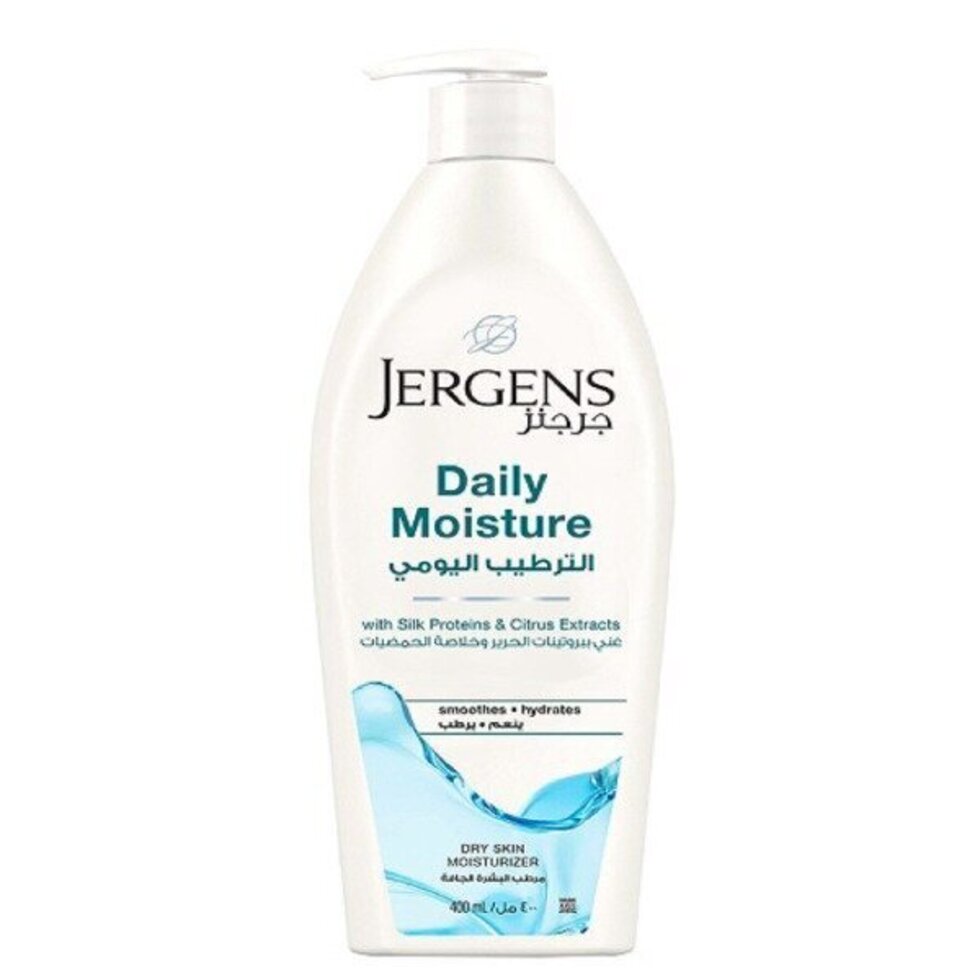 JERGENS
جرجنز
Daily
Moisture
الترطيب اليومي
with Silk Proteins & Citrus Extracts
غني ببروتينات الحرير وخلاصة الحمضيات
smoothes • hydrates
ينعم • يرطب
DRY SKIN
MOISTURIZER
مرطب البشرة الجافة
400 mL / ٤٠٠ مل